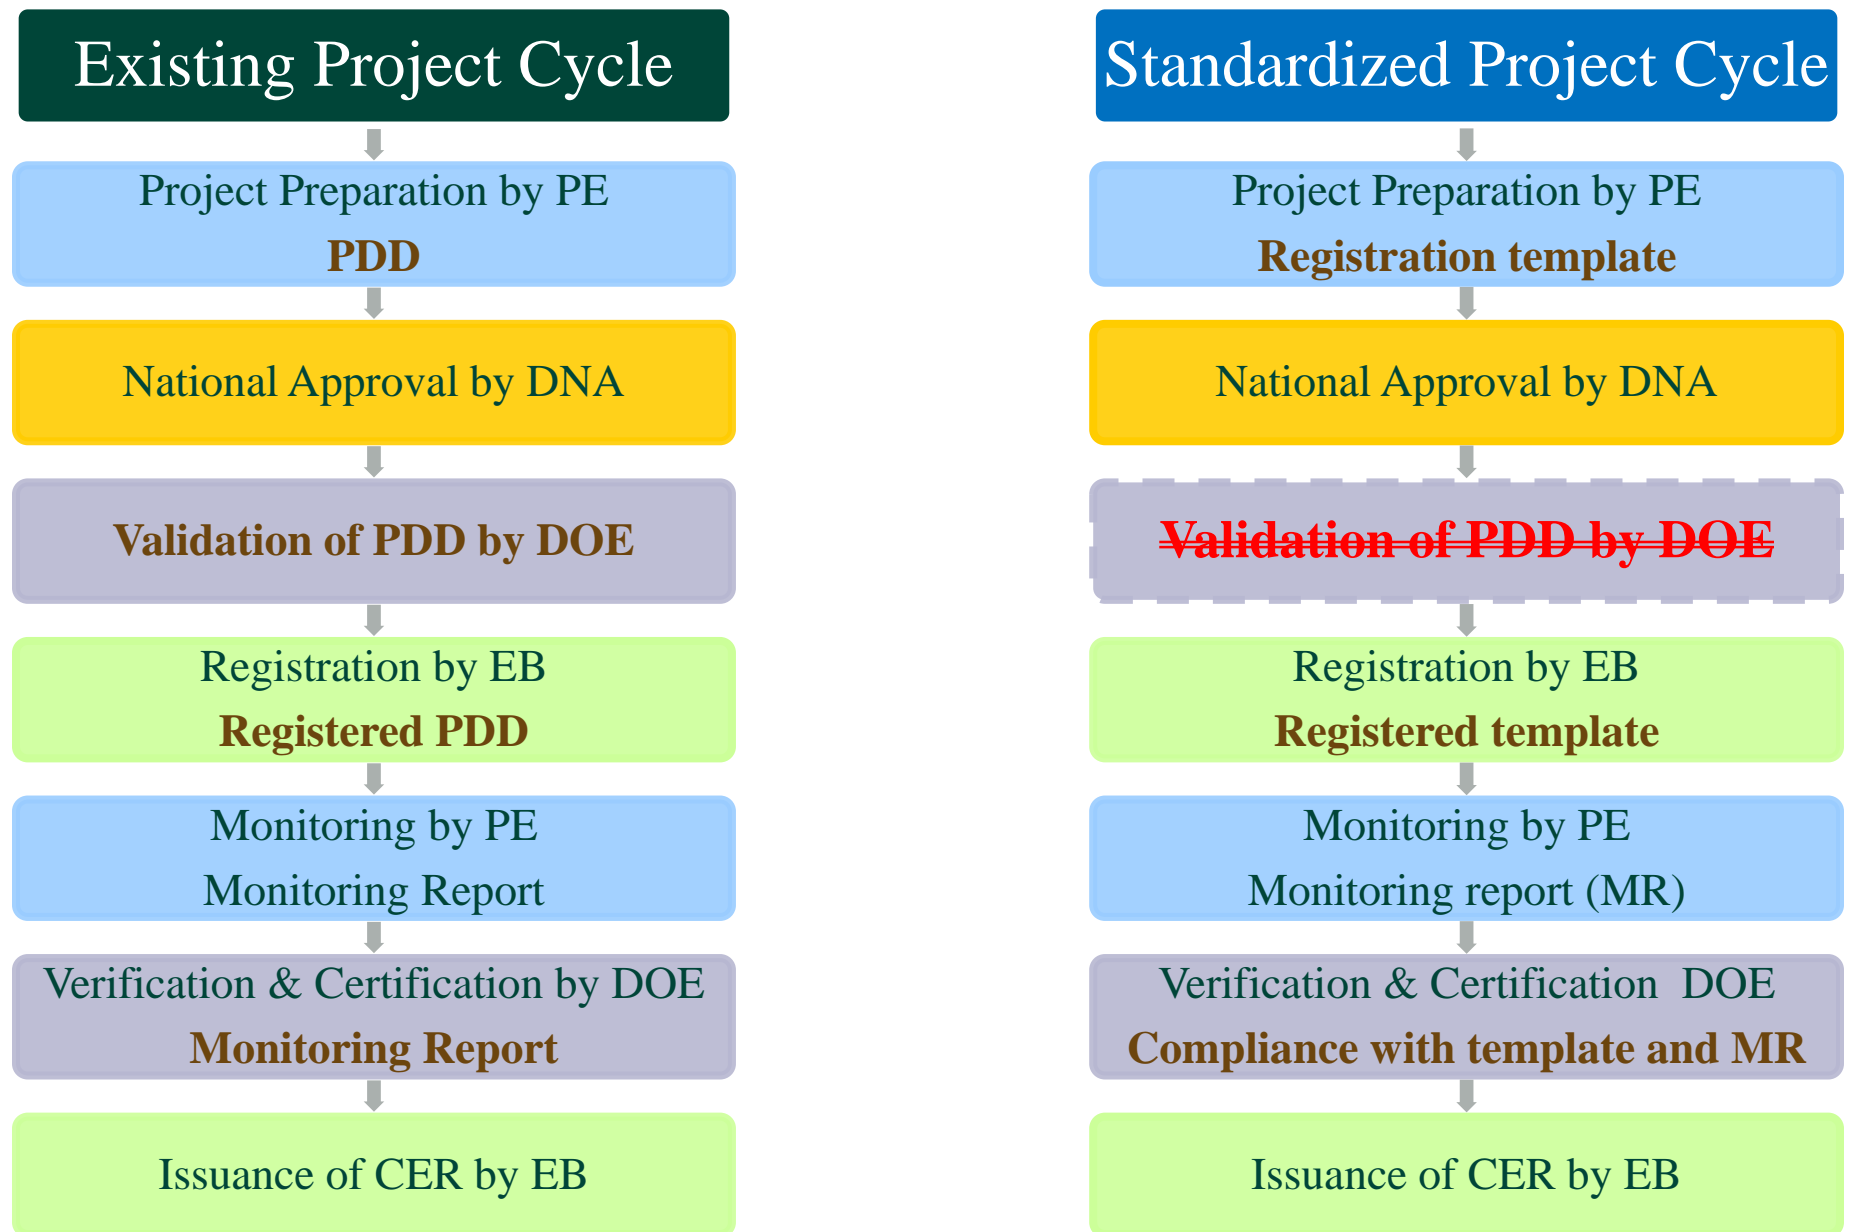 Existing Project Cycle
Project Preparation by PE
PDD
National Approval by DNA
Validation of PDD by DOE
Registration by EB
Registered PDD
Monitoring by PE
Monitoring Report
Verification & Certification by DOE
Monitoring Report
Issuance of CER by EB
Standardized Project Cycle
Project Preparation by PE
Registration template
National Approval by DNA
Validation of PDD by DOE
Registration by EB
Registered template
Monitoring by PE
Monitoring report (MR)
Verification & Certification  DOE
Compliance with template and MR
Issuance of CER by EB